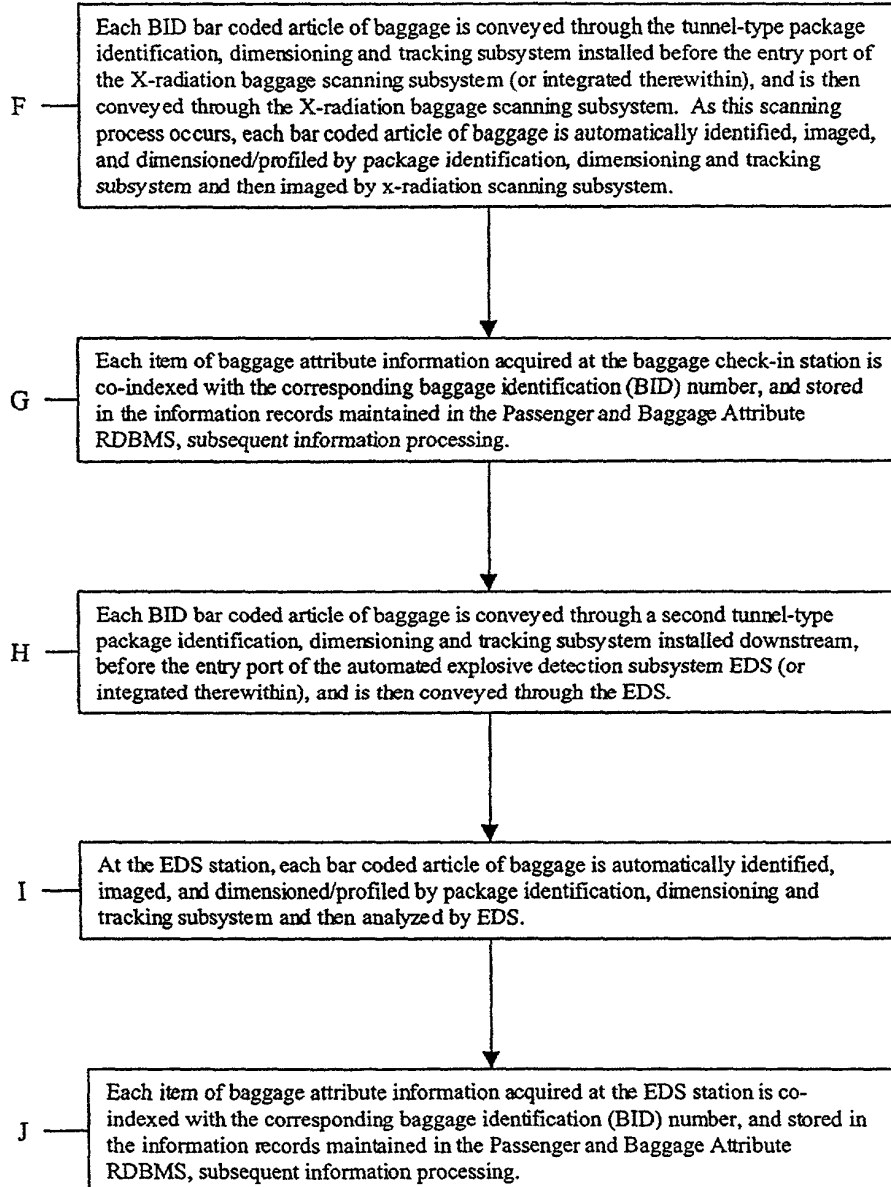 Each BID bar coded article of baggage is conveyed through the tunnel-type package
identification, dimensioning and tracking subsystem installed before the entry port of
the X-radiation baggage scanning subsystem (or integrated therewithin), and is then
F conveyed through the X-radiation baggage scanning subsystem. As this scanning
process occurs, each bar coded article of baggage is automatically identified, imaged,
and dimensioned/profiled by package identification, dimensioning and tracking
subsystem and then imaged by x-radiation scanning subsystem.
Each item of baggage attribute information acquired at the baggage check-in station is
G co-indexed with the corresponding baggage identification (BID) number, and stored
in the information records maintained in the Passenger and Baggage Attribute
RDBMS, subsequent information processing.
Each BID bar coded article of baggage is conveyed through a second tunnel-type
H package identification, dimensioning and tracking subsystem installed downstream,
before the entry port of the automated explosive detection subsystem EDS (or
integrated therewithin), and is then conveyed through the EDS.
At the EDS station, each bar coded article of baggage is automatically identified,
I imaged, and dimensioned/profiled by package identification, dimensioning and
tracking subsystem and then analyzed by EDS.
Each item of baggage attribute information acquired at the EDS station is co-
J indexed with the corresponding baggage identification (BID) number, and stored in
the information records maintained in the Passenger and Baggage Attribute
RDBMS, subsequent information processing.